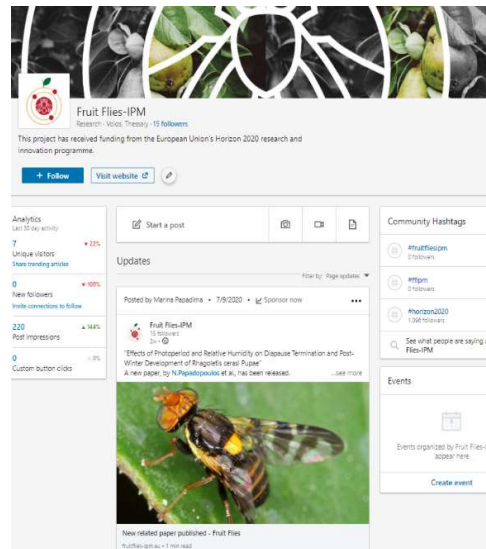 Fruit Flies-IPM
Research - Volos, Thessaly - 15 followers
This project has received funding from the European Union's Horizon 2020 research and
innovation programme.
+ Follow
Visit website
Analytics
Last 30 day activity
7
▼ 22%
Unique visitors
Share trending articles
0
▼ 100%
New followers
Invite connections to follow
220
▲ 144%
Post impressions
0
0%
Custom button clicks
Start a post
Updates
Filter by: Page updates ▼
Posted by Marina Papadima • 7/9/2020 • Sponsor now
Fruit Flies-IPM
15 followers
2w •
"Effects of Photoperiod and Relative Humidity on Diapause Termination and Post-
Winter Development of Rhagoletis cerasi Pupae"
A new paper, by N.Papadopoulos et al, has been released.
...see more
New related paper published - Fruit Flies
fruitflies-ipm.eu • 1 min read
Community Hashtags
#fruitfliesipm
0 followers
#ffipm
0 followers
#horizon2020
followers
See what people are saying
Flies-IPM
Events
Events organized by Fruit Flies-
appear here
Create event